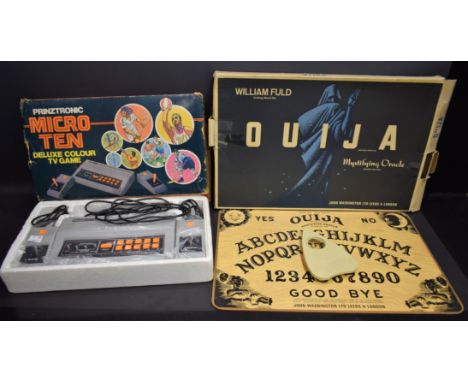 PRINZTRONIC
MICRO
TEN
DELUXE COLOUR
TV GAME
WILLIAM FULD
OUIJA
Mystifying Oracle
JOHN WADDINGTON LTD LEEDS & LONDON
YES OUIJA NO
ABCDEFGHIJKLM
NOPQRSTUVWXYZ
1234567890
GOOD BYE
JOHN WADDINGTON LTD LEEDS & LONDON